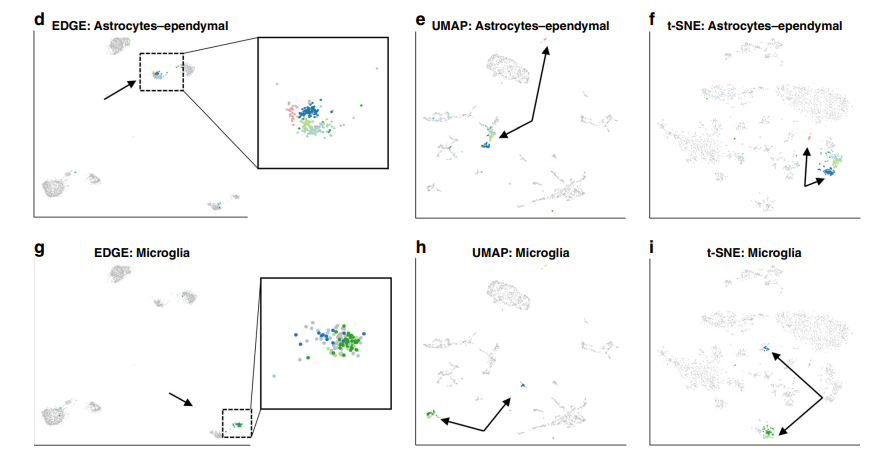 d EDGE: Astrocytes–ependymal
e UMAP: Astrocytes–ependymal
f t-SNE: Astrocytes–ependymal
g EDGE: Microglia
h UMAP: Microglia
i t-SNE: Microglia